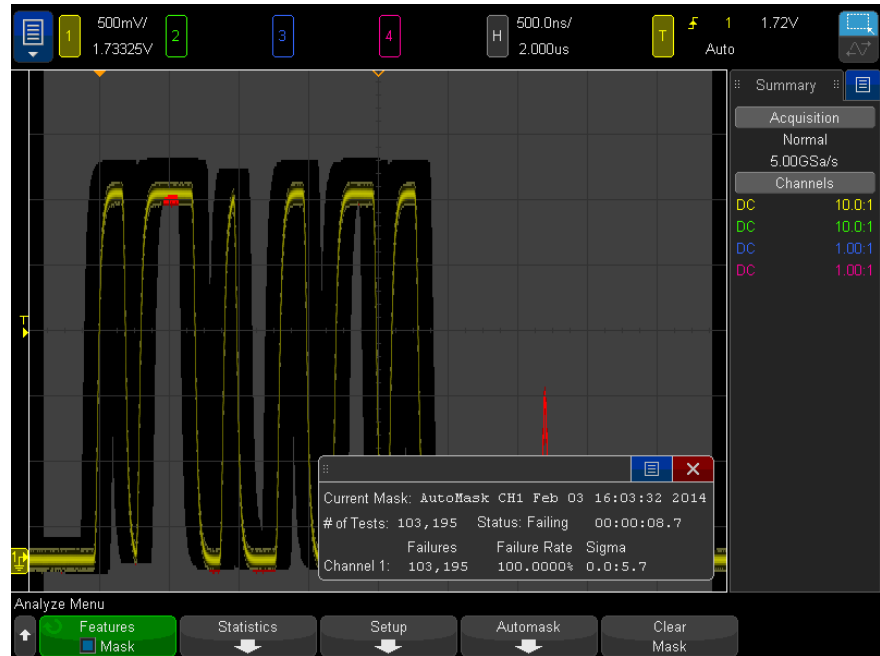 500mV/
1
1.73325V
2
3
4
H
500.0ns/
2.000us
T
1
1.72V
Auto
Summary
Acquisition
Normal
5.00GSa/s
Channels
DC 10.0:1
DC 10.0:1
DC 1.00:1
DC 1.00:1
T
1
Current Mask: AutoMask CH1 Feb 03 16:03:32 2014
# of Tests: 103,195 Status: Failing 00:00:08.7
Failures Failure Rate Sigma
Channel 1: 103,195 100.0000% 0.0:5.7
Analyze Menu
Features
Mask
Statistics
Setup
Automask
Clear
Mask